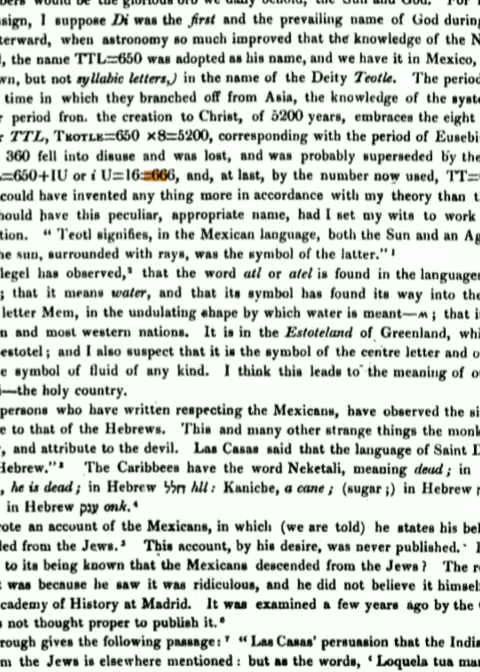 would be the glorious orb we daily behold, the Sun and God.
sign, I suppose Di was the first and the prevailing name of God during
terward, when astronomy so much improved that the knowledge of the N
, the name TTL=650 was adopted as his name, and we have it in Mexico,
wn, but not syllabic letters,) in the name of the Deity Teotle. The period
time in which they branched off from Asia, the knowledge of the syste
r period fron. the creation to Christ, of 5200 years, embraces the eight
r TTL, TEOTLE=650 ×8=5200, corresponding with the period of Eusebi
360 fell into disuse and was lost, and was probably superseded by the
=650+IU or i U=16=666, and, at last, by the number now used, TT=
could have invented any thing more in accordance with my theory than t
hould have this peculiar, appropriate name, had I set my wits to work
tion. “ Teotl signifies, in the Mexican language, both the Sun and an Ag
he sun, surrounded with rays, was the symbol of the latter.” 1
legel has observed,2 that the word atl or atel is found in the languages
; that it means water, and that its symbol has found its way into the
letter Mem, in the undulating shape by which water is meant—ʍ; that i
n and most western nations. It is in the Estoteland of Greenland, whi
estotel; and I also suspect that it is the symbol of the centre letter and o
e symbol of fluid of any kind. I think this leads to the meaning of o
i—the holy country.
persons who have written respecting the Mexicans, have observed the si
e to that of the Hebrews. This and many other strange things the monk
, and attribute to the devil. Las Casas said that the language of Saint D
Hebrew.” 3 The Caribbees have the word Neketali, meaning dead; in
, he is dead; in Hebrew חלל hll: Kaniche, a cane; (sugar;) in Hebrew
in Hebrew ענק onk.4
ote an account of the Mexicans, in which (we are told) he states his bel
ded from the Jews.5 This account, by his desire, was never published.
to its being known that the Mexicans descended from the Jews? The r
was because he saw it was ridiculous, and he did not believe it himse
cademy of History at Madrid. It was examined a few years ago by the
s not thought proper to publish it.6
rough gives the following passage: 7 “ Las Casas' persuasion that the India
m the Jews is elsewhere mentioned: but as the words, ‘ Loquela tua ma